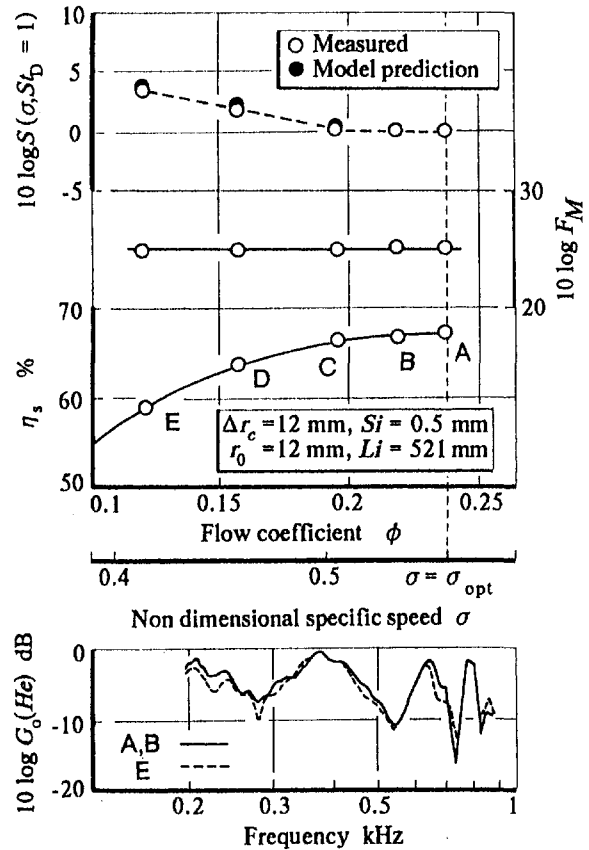 10 log S (σ, St_D = 1)
10
5
0
-5
○ Measured
● Model prediction
30
20
10 log F_M
70
60
50
η_s %
A
B
C
D
E
Δr_c = 12 mm, Si = 0.5 mm
r_0 = 12 mm, Li = 521 mm
0.1 0.15 0.2 0.25
Flow coefficient ϕ
0.4 0.5 σ = σ_opt
Non dimensional specific speed σ
10 log G_o(He) dB
0
-10
-20
A,B
E
0.2 0.3 0.5 1
Frequency kHz